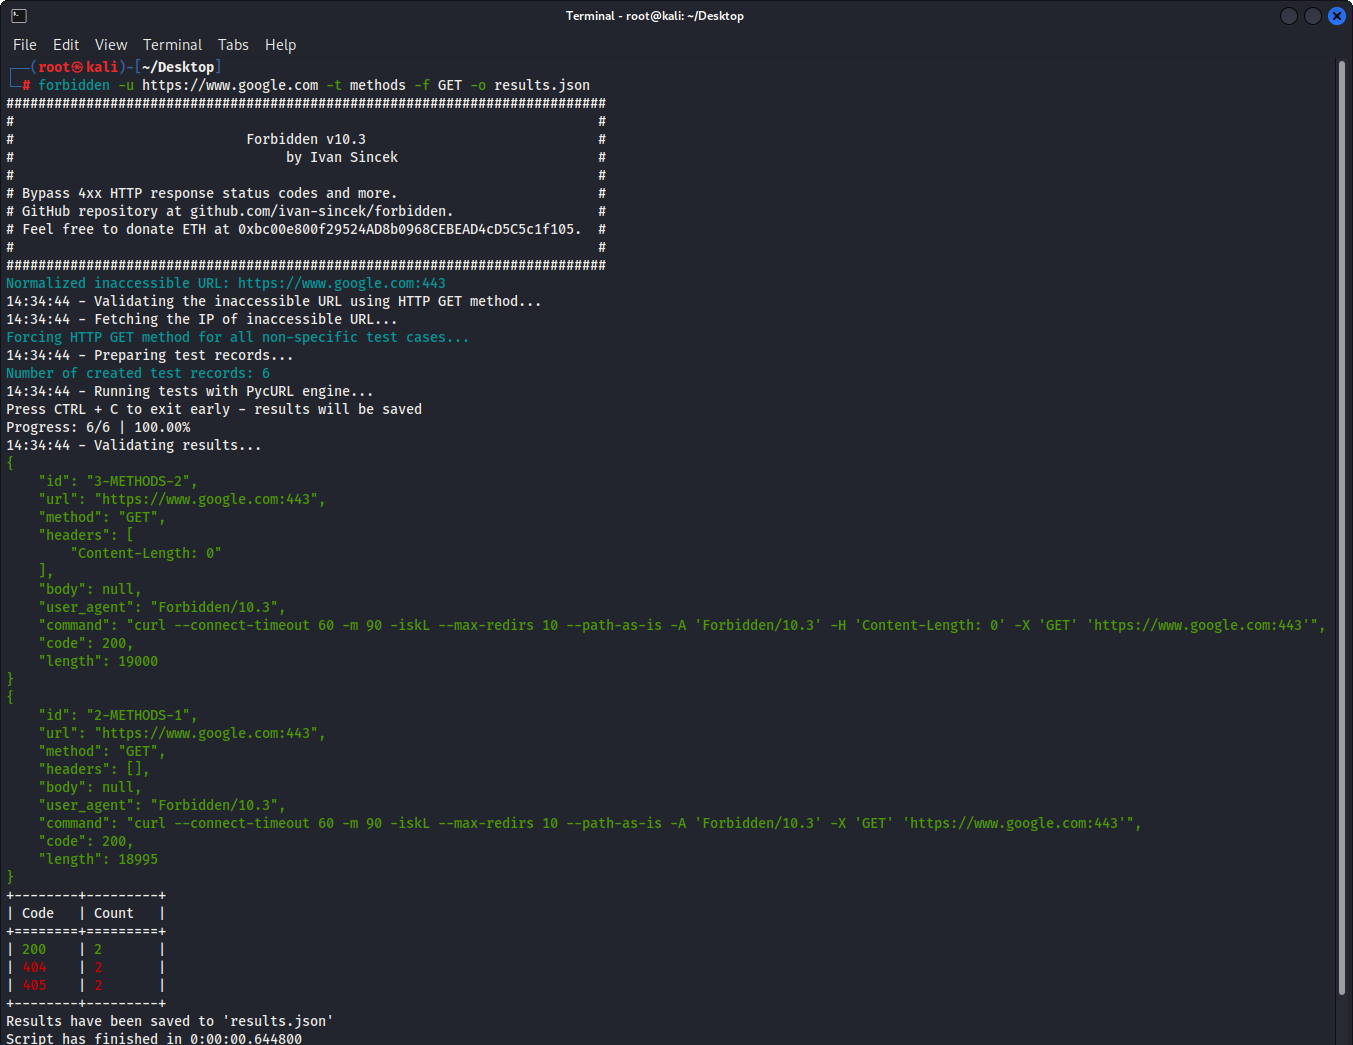 Terminal - root@kali: ~/Desktop
File Edit View Terminal Tabs Help
┌──(root㉿kali)-[~/Desktop]
└─# forbidden -u https://www.google.com -t methods -f GET -o results.json
###########################################################################
#                                                                         #
#                             Forbidden v10.3                             #
#                                  by Ivan Sincek                         #
#                                                                         #
# Bypass 4xx HTTP response status codes and more.                         #
# GitHub repository at github.com/ivan-sincek/forbidden.                  #
# Feel free to donate ETH at 0xbc00e800f29524AD8b0968CEBEAD4cD5C5c1f105.  #
#                                                                         #
###########################################################################
Normalized inaccessible URL: https://www.google.com:443
14:34:44 - Validating the inaccessible URL using HTTP GET method...
14:34:44 - Fetching the IP of inaccessible URL...
Forcing HTTP GET method for all non-specific test cases...
14:34:44 - Preparing test records...
Number of created test records: 6
14:34:44 - Running tests with PycURL engine...
Press CTRL + C to exit early - results will be saved
Progress: 6/6 | 100.00%
14:34:44 - Validating results...
{
    "id": "3-METHODS-2",
    "url": "https://www.google.com:443",
    "method": "GET",
    "headers": [
        "Content-Length: 0"
    ],
    "body": null,
    "user_agent": "Forbidden/10.3",
    "command": "curl --connect-timeout 60 -m 90 -iskL --max-redirs 10 --path-as-is -A 'Forbidden/10.3' -H 'Content-Length: 0' -X 'GET' 'https://www.google.com:443'",
    "code": 200,
    "length": 19000
}
{
    "id": "2-METHODS-1",
    "url": "https://www.google.com:443",
    "method": "GET",
    "headers": [],
    "body": null,
    "user_agent": "Forbidden/10.3",
    "command": "curl --connect-timeout 60 -m 90 -iskL --max-redirs 10 --path-as-is -A 'Forbidden/10.3' -X 'GET' 'https://www.google.com:443'",
    "code": 200,
    "length": 18995
}
+--------+---------+
| Code   | Count   |
+========+=========+
| 200    | 2       |
| 404    | 2       |
| 405    | 2       |
+--------+---------+
Results have been saved to 'results.json'
Script has finished in 0:00:00.644800